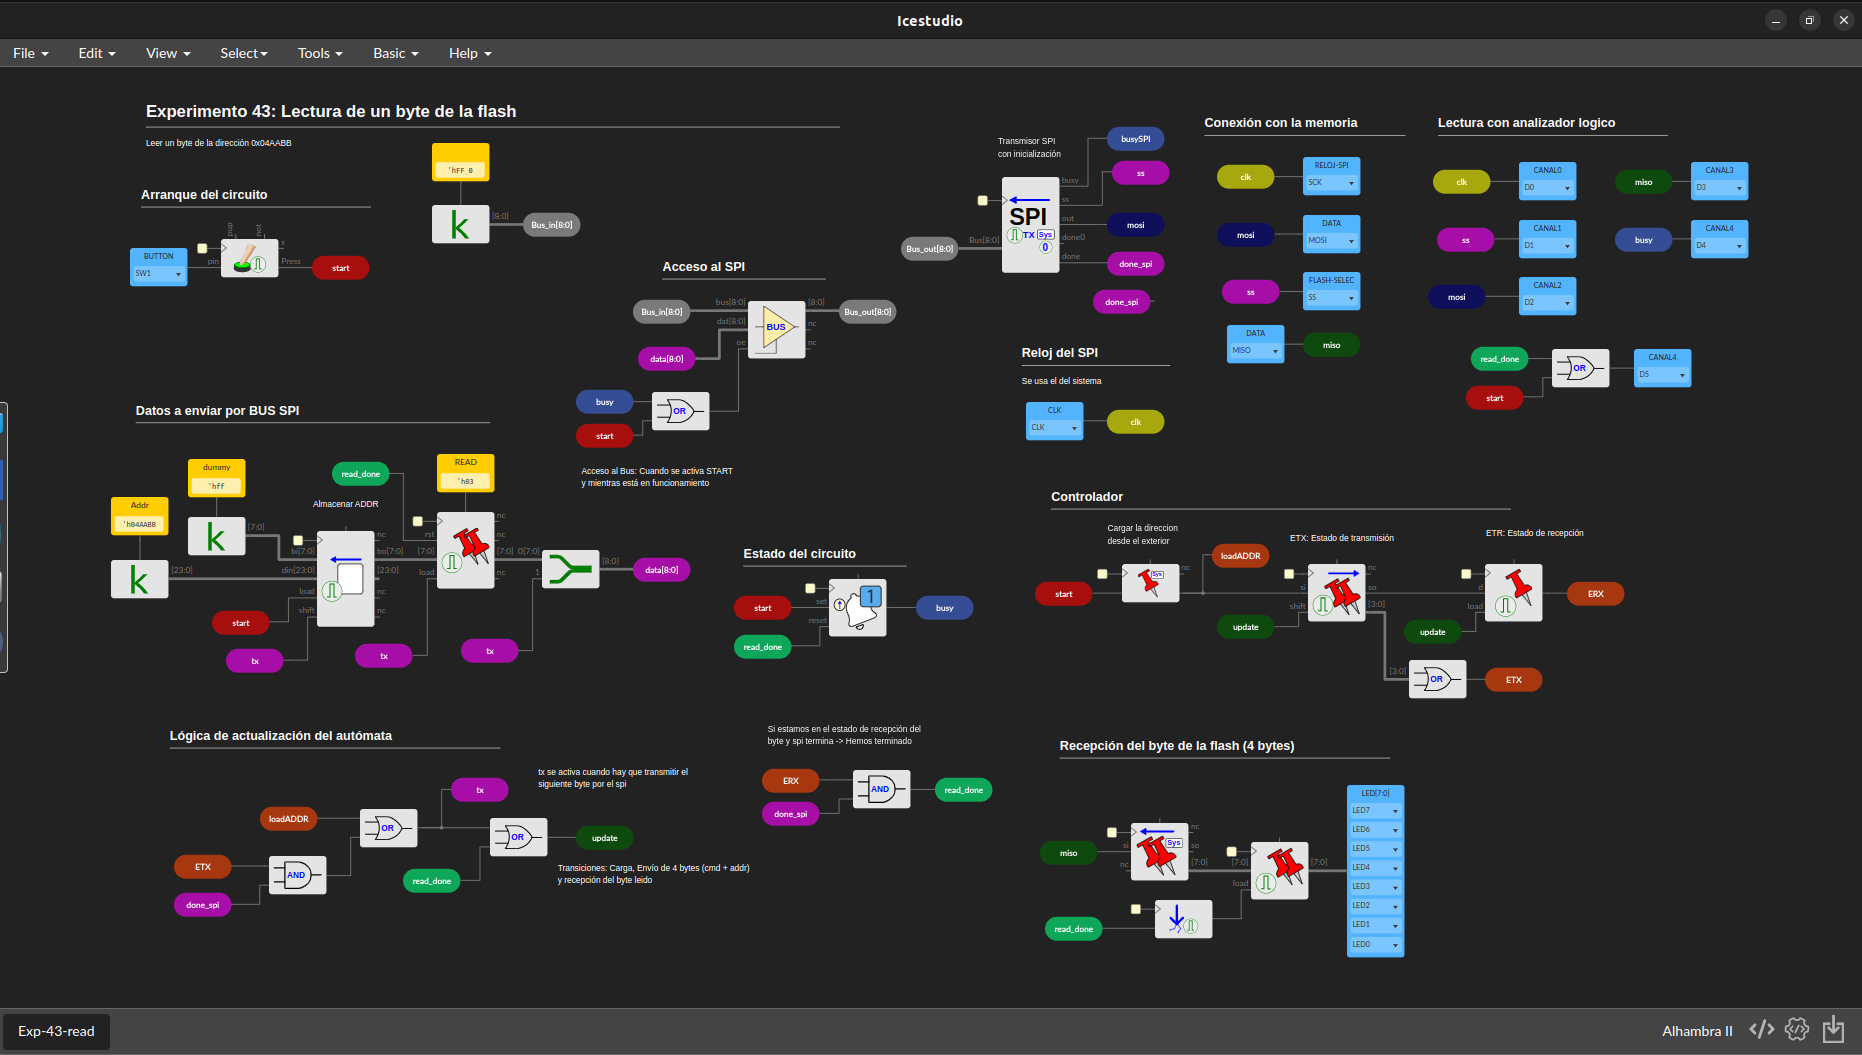 Icestudio
File
Edit
View
Select
Tools
Basic
Help
Experimento 43: Lectura de un byte de la flash
Leer un byte de la dirección 0x04AABB
'hFF 0
k
[8:0]
Bus_in[8:0]
Arranque del circuito
BUTTON
SW1
pup
not
pin
s
Press
start
Acceso al SPI
Bus_in[8:0]
bus[8:0]
dat[8:0]
oe
BUS
[8:0]
nc
nc
Bus_out[8:0]
data[8:0]
busy
start
OR
Acceso al Bus: Cuando se activa START
y mientras está en funcionamiento
Transmisor SPI
con inicialización
SPI
TX
Sys
0
Bus_out[8:0]
Bus[8:0]
busy
ss
out
done0
done
busySPI
ss
mosi
done_spi
done_spi
Reloj del SPI
Se usa el del sistema
CLK
CLK
clk
Conexión con la memoria
clk
RELOJ-SPI
SCK
mosi
DATA
MOSI
ss
FLASH-SELEC
SS
DATA
MISO
miso
Lectura con analizador logico
clk
CANAL0
D0
miso
CANAL3
D3
ss
CANAL1
D1
busy
CANAL4
D4
mosi
CANAL2
D2
read_done
start
OR
CANAL4
D5
Datos a enviar por BUS SPI
Addr
'h04AABB
k
[23:0]
dummy
'hff
k
[7:0]
read_done
Almacenar ADDR
bi[7:0]
din[23:0]
load
shift
nc
bo[7:0]
[23:0]
nc
nc
start
tx
READ
'h03
rst
[7:0]
load
nc
nc
[7:0]
nc
tx
0[7:0]
1
[8:0]
data[8:0]
tx
Estado del circuito
start
read_done
set
reset
1
busy
Controlador
Cargar la direccion
desde el exterior
start
Sys
nc
loadADDR
ETX: Estado de transmisión
si
shift
nc
so
[3:0]
update
ETR: Estado de recepción
d
load
update
ERX
[3:0]
OR
ETX
Lógica de actualización del autómata
loadADDR
ETX
done_spi
AND
OR
tx
tx se activa cuando hay que transmitir el
siguiente byte por el spi
read_done
OR
update
Transiciones: Carga, Envío de 4 bytes (cmd + addr)
y recepción del byte leido
Si estamos en el estado de recepción del
byte y spi termina -> Hemos terminado
ERX
done_spi
AND
read_done
Recepción del byte de la flash (4 bytes)
miso
si
nc
Sys
nc
so
[7:0]
[7:0]
load
[7:0]
read_done
LED[7:0]
LED7
LED6
LED5
LED4
LED3
LED2
LED1
LED0
Exp-43-read
Alhambra II